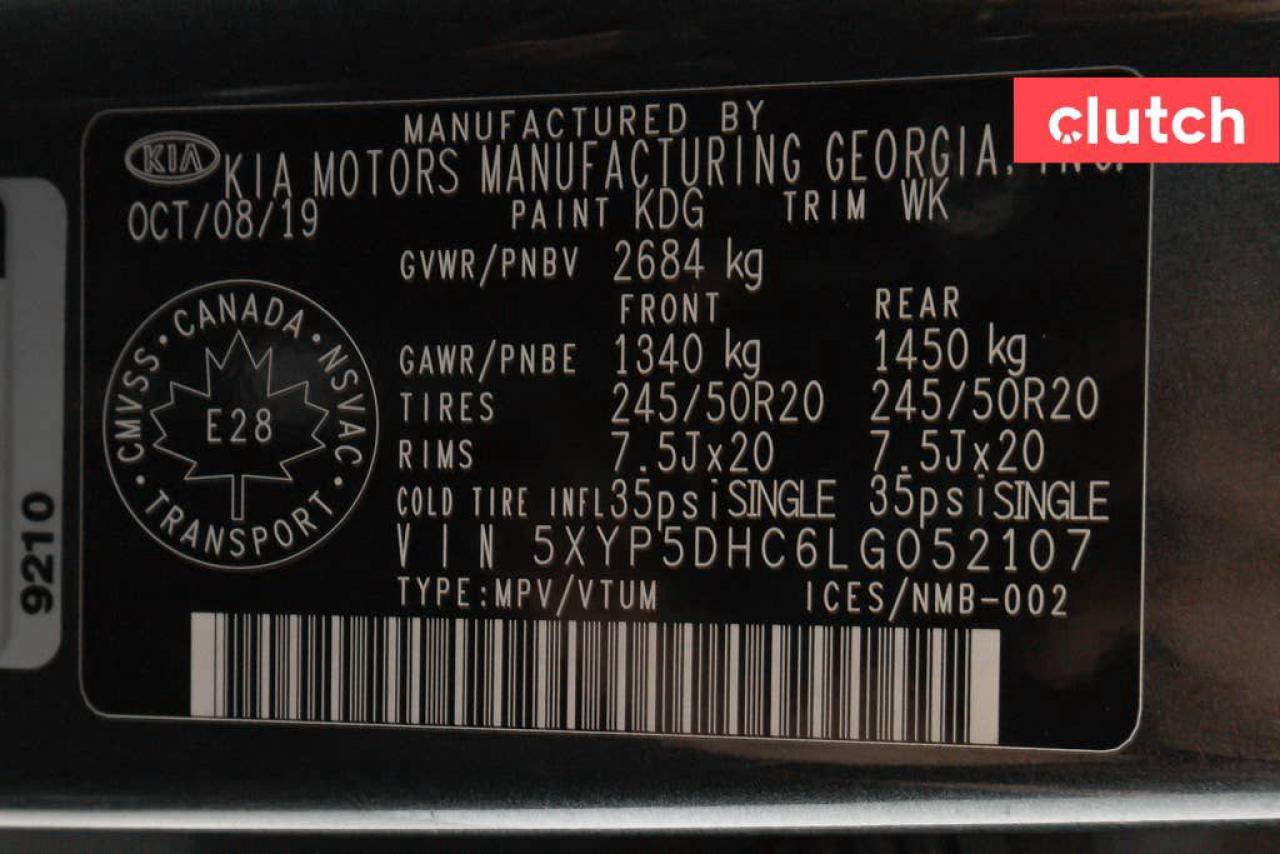 clutch
MANUFACTURED BY
KIA
KIA MOTORS MANUFACTURING GEORGIA,
OCT/08/19 PAINT KDG TRIM WK
GVWR/PNBV 2684 kg
FRONT REAR
GAWR/PNBE 1340 kg 1450 kg
TIRES 245/50R20 245/50R20
RIMS 7.5Jx20 7.5Jx20
COLD TIRE INFL 35psi SINGLE 35psi SINGLE
VIN 5XYP5DHC6LG052107
TYPE:MPV/VTUM ICES/NMB-002
CANADA · NSVAC · TRANSPORT · CMVSS ·
E28
9210